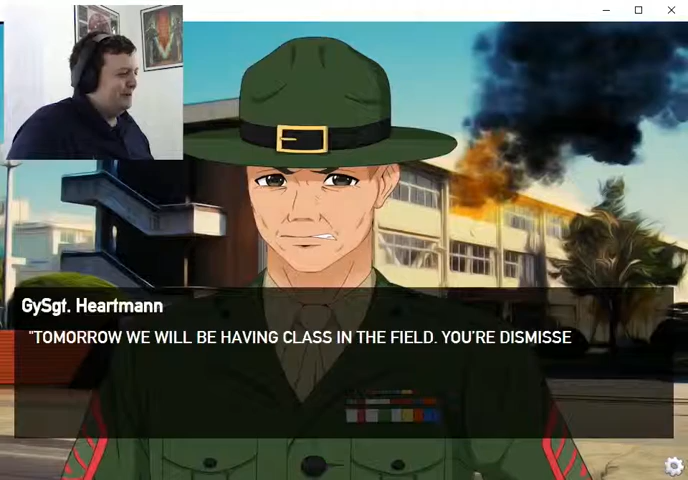 GySgt. Heartmann
"TOMORROW WE WILL BE HAVING CLASS IN THE FIELD. YOU'RE DISMISSE